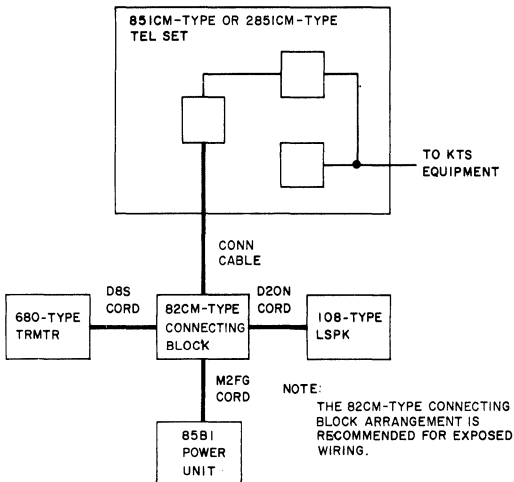 851CM-TYPE OR 2851CM-TYPE
TEL SET
TO KTS
EQUIPMENT
CONN
CABLE
D8S
CORD
D20N
CORD
680-TYPE
TRMTR
82CM-TYPE
CONNECTING
BLOCK
108-TYPE
LSPK
M2FG
CORD
85B1
POWER
UNIT
NOTE:
THE 82CM-TYPE CONNECTING
BLOCK ARRANGEMENT IS
RECOMMENDED FOR EXPOSED
WIRING.